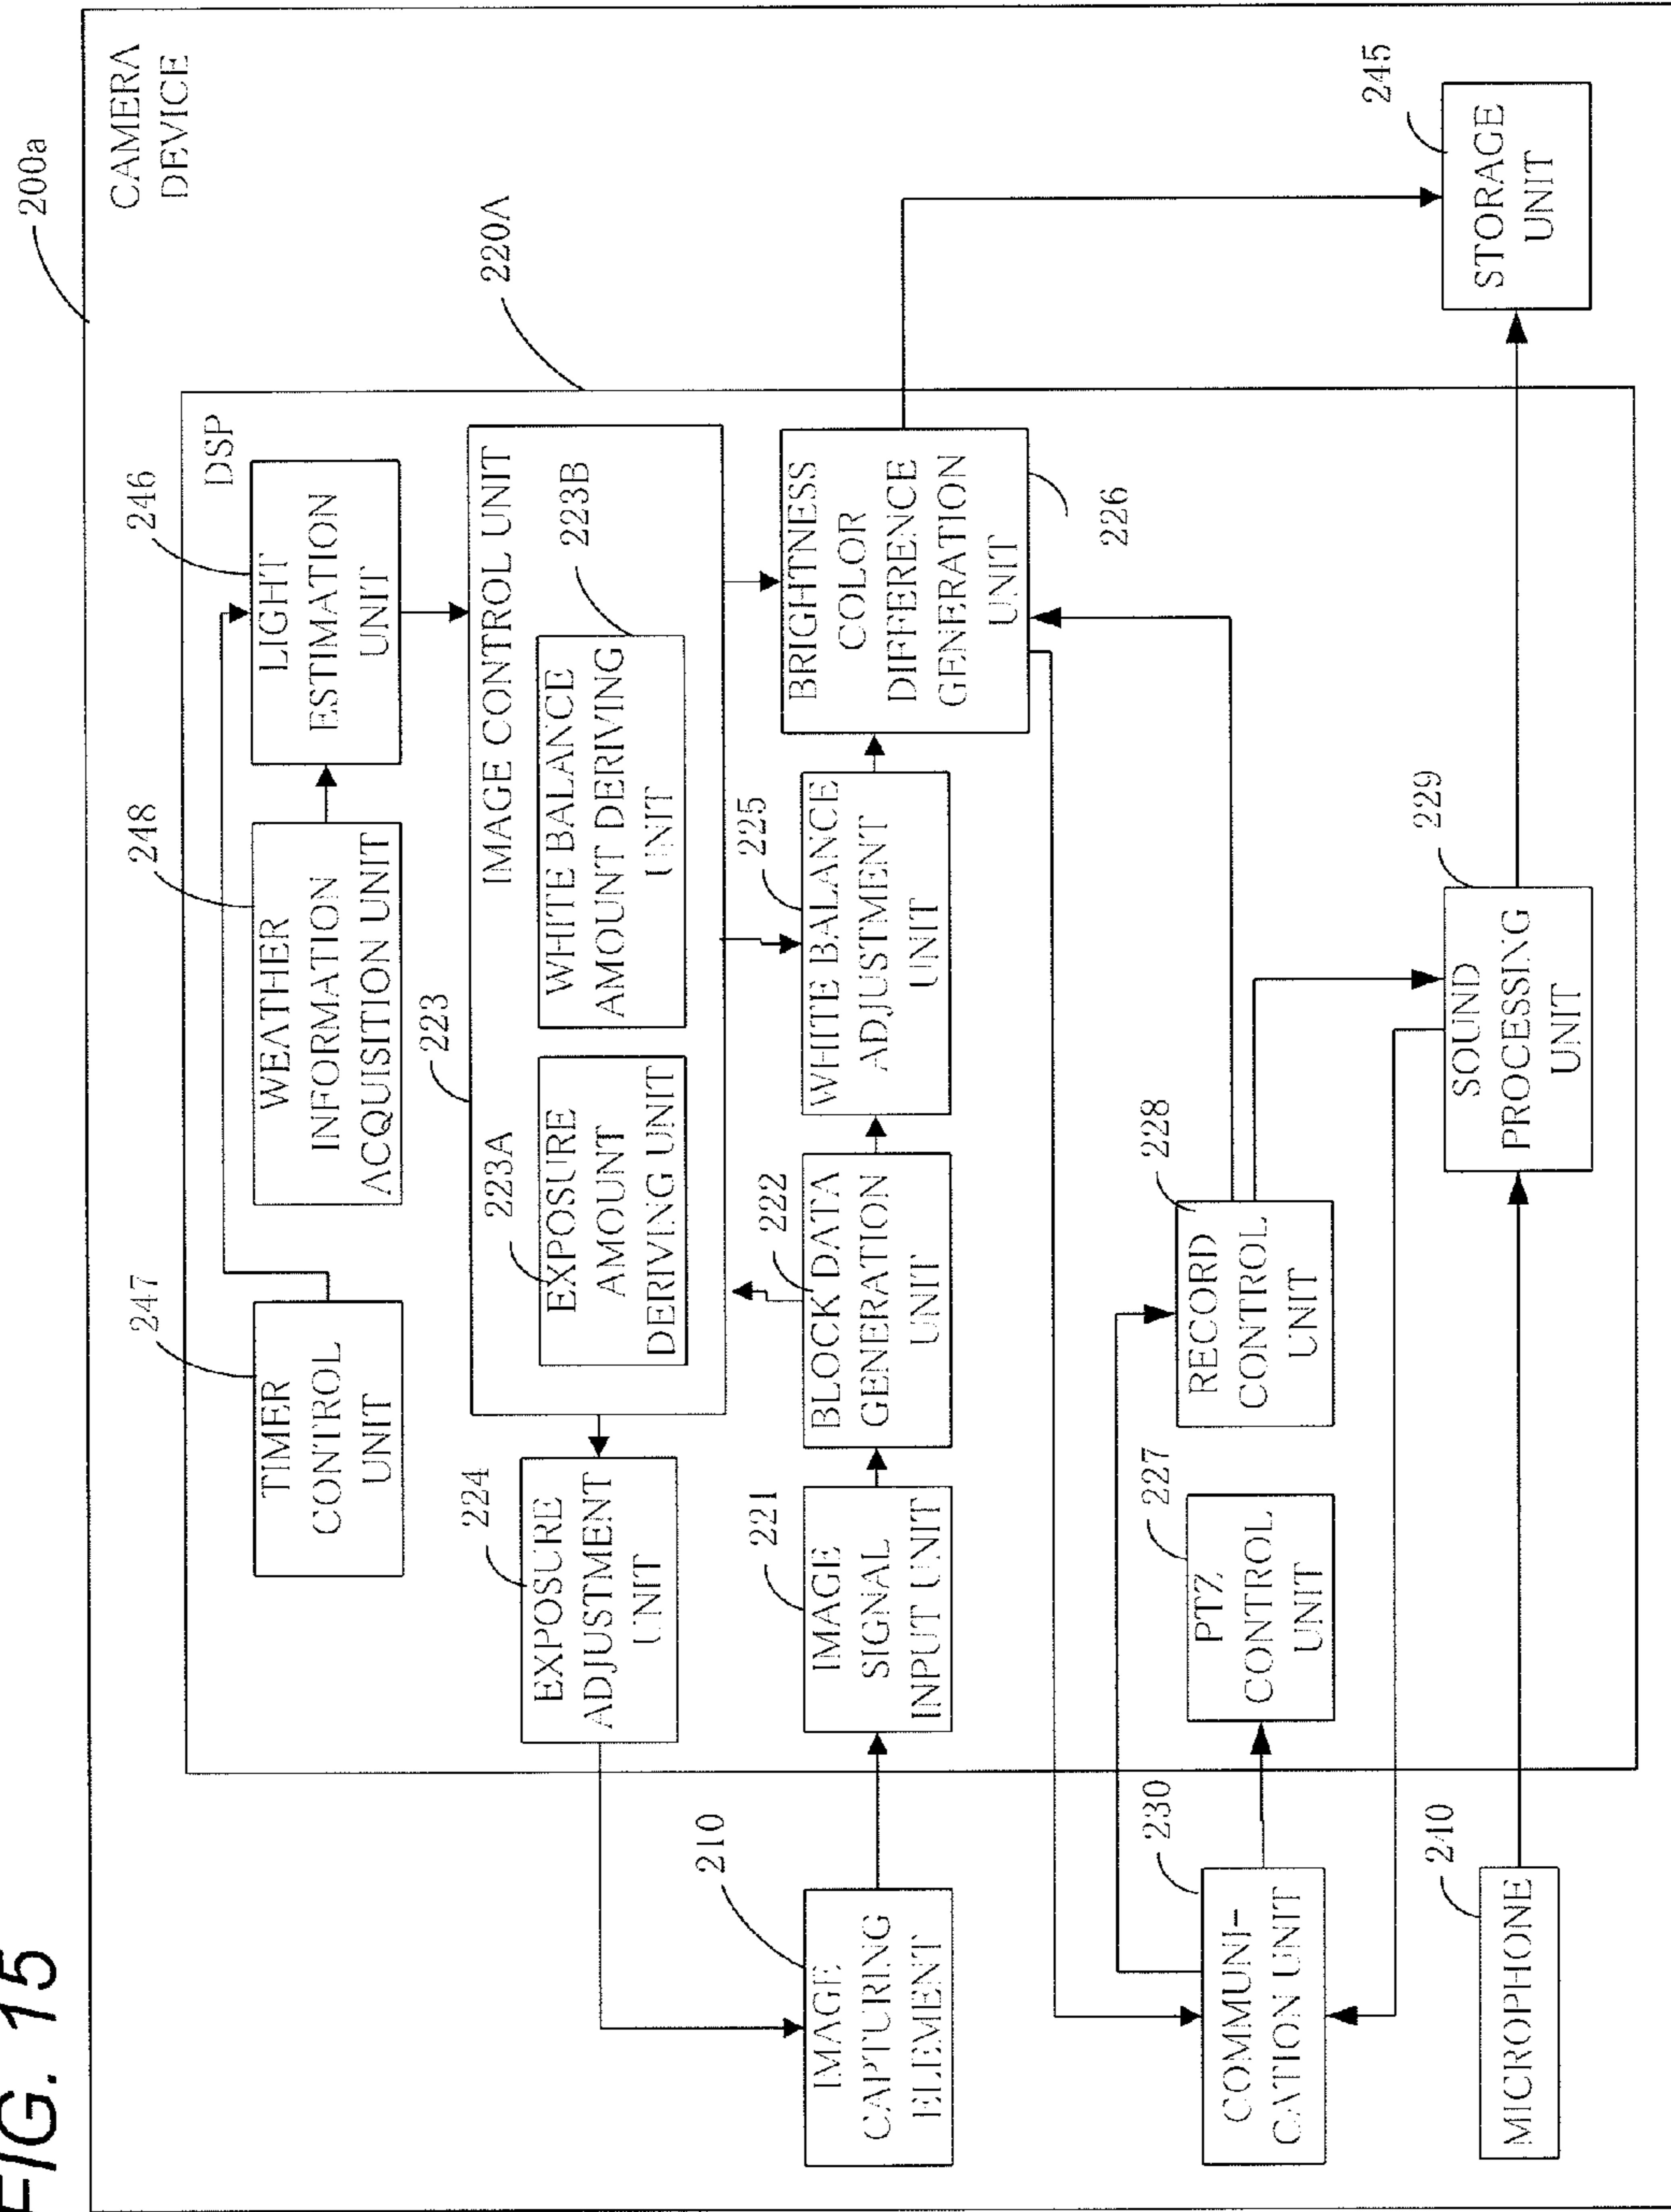 FIG. 15
200a
CAMERA
DEVICE
220A
DSP
247
TIMER
CONTROL
UNIT
248
WEATHER
INFORMATION
ACQUISITION UNIT
246
LIGHT
ESTIMATION
UNIT
224
EXPOSURE
ADJUSTMENT
UNIT
223
IMAGE CONTROL UNIT
223A
EXPOSURE
AMOUNT
DERIVING UNIT
223B
WHITE BALANCE
AMOUNT DERIVING
UNIT
210
IMAGE
CAPTURING
ELEMENT
221
IMAGE
SIGNAL
INPUT UNIT
222
BLOCK DATA
GENERATION
UNIT
225
WHITE BALANCE
ADJUSTMENT
UNIT
BRIGHTNESS
COLOR
DIFFERENCE
GENERATION
UNIT
226
230
COMMUNI-
CATION UNIT
227
PTZ
CONTROL
UNIT
228
RECORD
CONTROL
UNIT
240
MICROPHONE
229
SOUND
PROCESSING
UNIT
245
STORAGE
UNIT